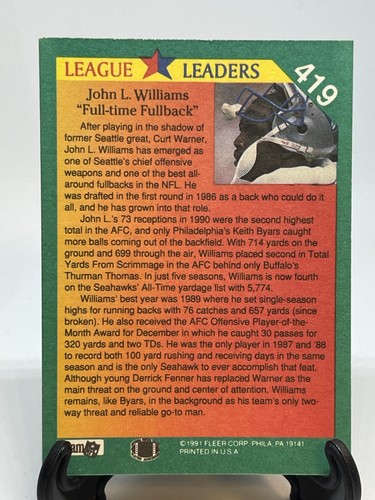 LEAGUE LEADERS
419
John L. Williams
"Full-time Fullback"
After playing in the shadow of
former Seattle great, Curt Warner,
John L. Williams has emerged as
one of Seattle's chief offensive
weapons and one of the best all-
around fullbacks in the NFL. He
was drafted in the first round in 1986 as a back who could do it
all, and he has grown into that role.
John L.'s 73 receptions in 1990 were the second highest
total in the AFC, and only Philadelphia's Keith Byars caught
more balls coming out of the backfield. With 714 yards on the
ground and 699 through the air, Williams placed second in Total
Yards From Scrimmage in the AFC behind only Buffalo's
Thurman Thomas. In just five seasons, Williams is now fourth
on the Seahawks' All-Time yardage list with 5,774.
Williams' best year was 1989 where he set single-season
highs for running backs with 76 catches and 657 yards (since
broken). He also received the AFC Offensive Player-of-the-
Month Award for December in which he caught 30 passes for
320 yards and two TDs. He was the only player in 1987 and '88
to record both 100 yard rushing and receiving days in the same
season and is the only Seahawk to ever accomplish that feat.
Although young Derrick Fenner has replaced Warner as the
main threat on the ground and center of attention, Williams
remains, like Byars, in the background as his team's only two-
way threat and reliable go-to man.
© 1991 FLEER CORP. PHILA, PA 19141
PRINTED IN U.S.A